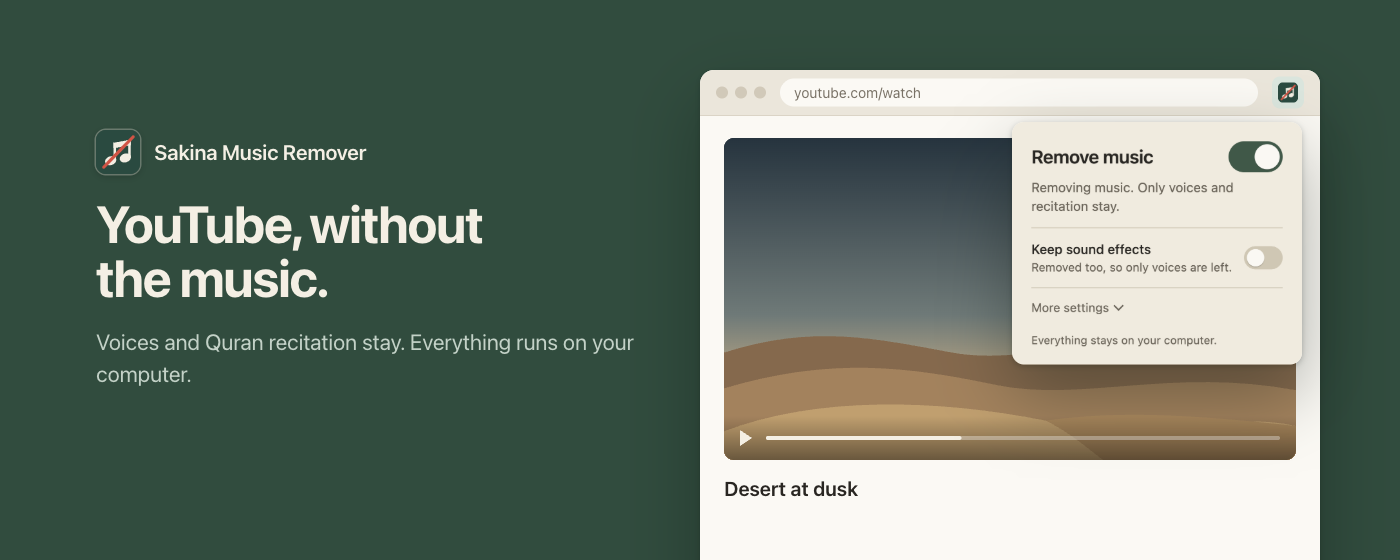 Sakina Music Remover
YouTube, without
the music.
Voices and Quran recitation stay. Everything runs on your
computer.
youtube.com/watch
Remove music
Removing music. Only voices and
recitation stay.
Keep sound effects
Removed too, so only voices are left.
More settings
Everything stays on your computer.
Desert at dusk